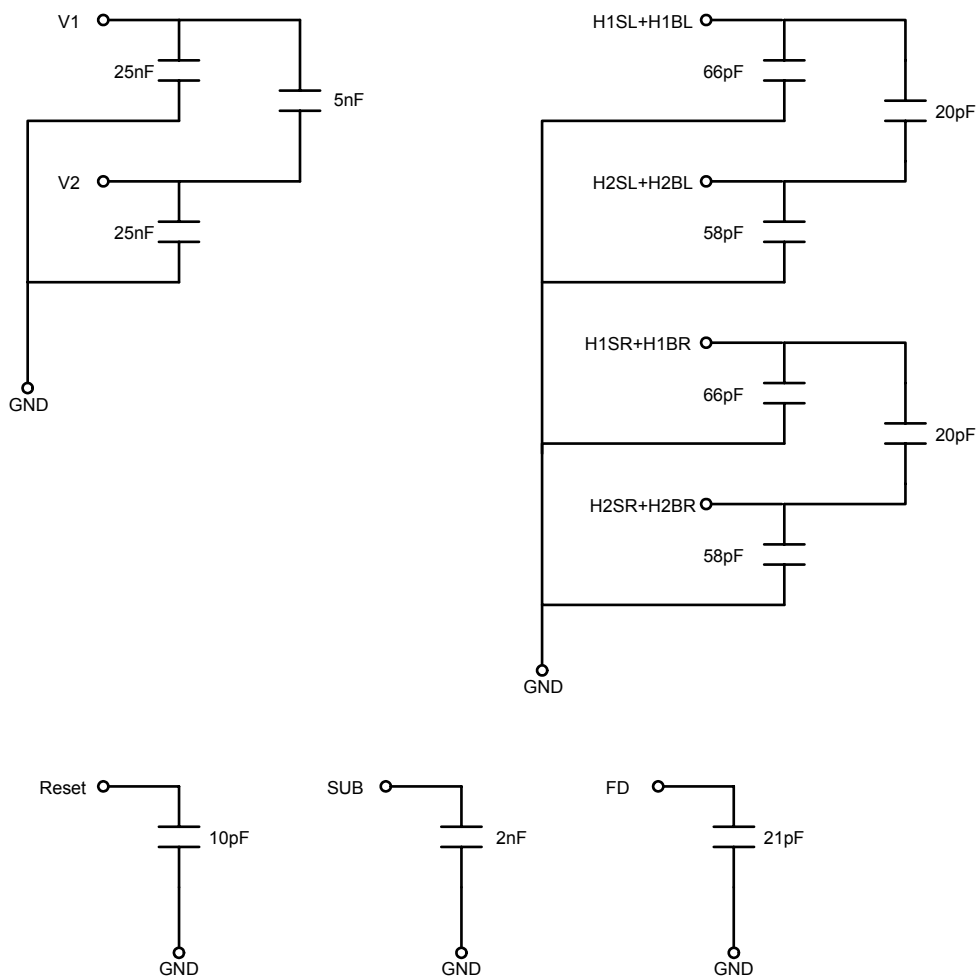 V1
25nF
5nF
V2
25nF
GND
H1SL+H1BL
66pF
20pF
H2SL+H2BL
58pF
H1SR+H1BR
66pF
20pF
H2SR+H2BR
58pF
GND
Reset
10pF
GND
SUB
2nF
GND
FD
21pF
GND